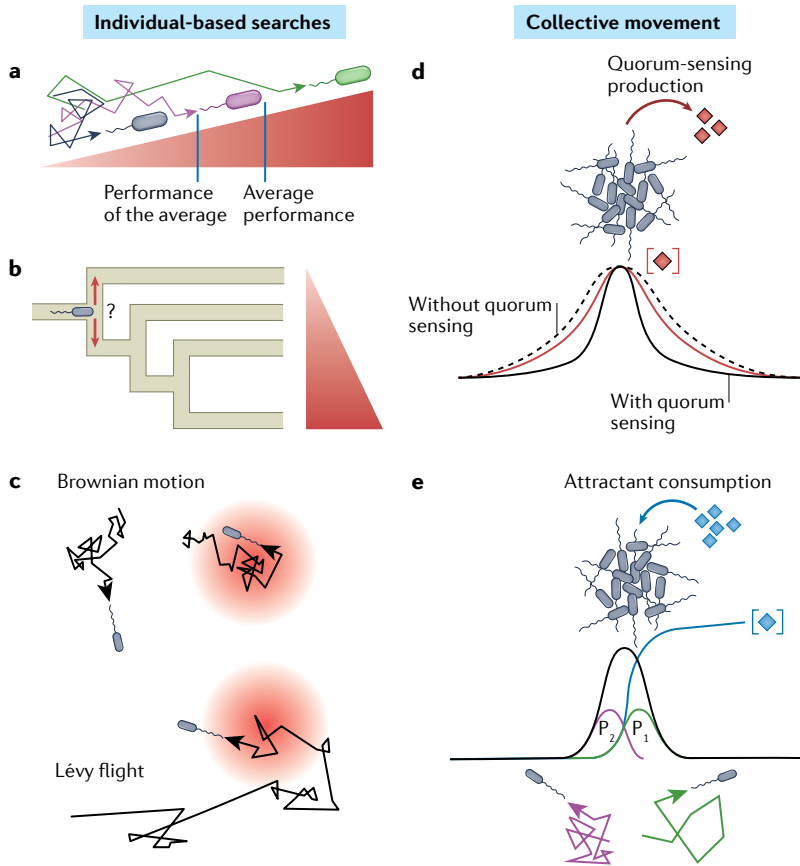 Individual-based searches
a
Performance
of the average
Average
performance
b
?
c
Brownian motion
Lévy flight
Collective movement
d
Quorum-sensing
production
[ ]
Without quorum
sensing
With quorum
sensing
e
Attractant consumption
[ ]
P2
P1